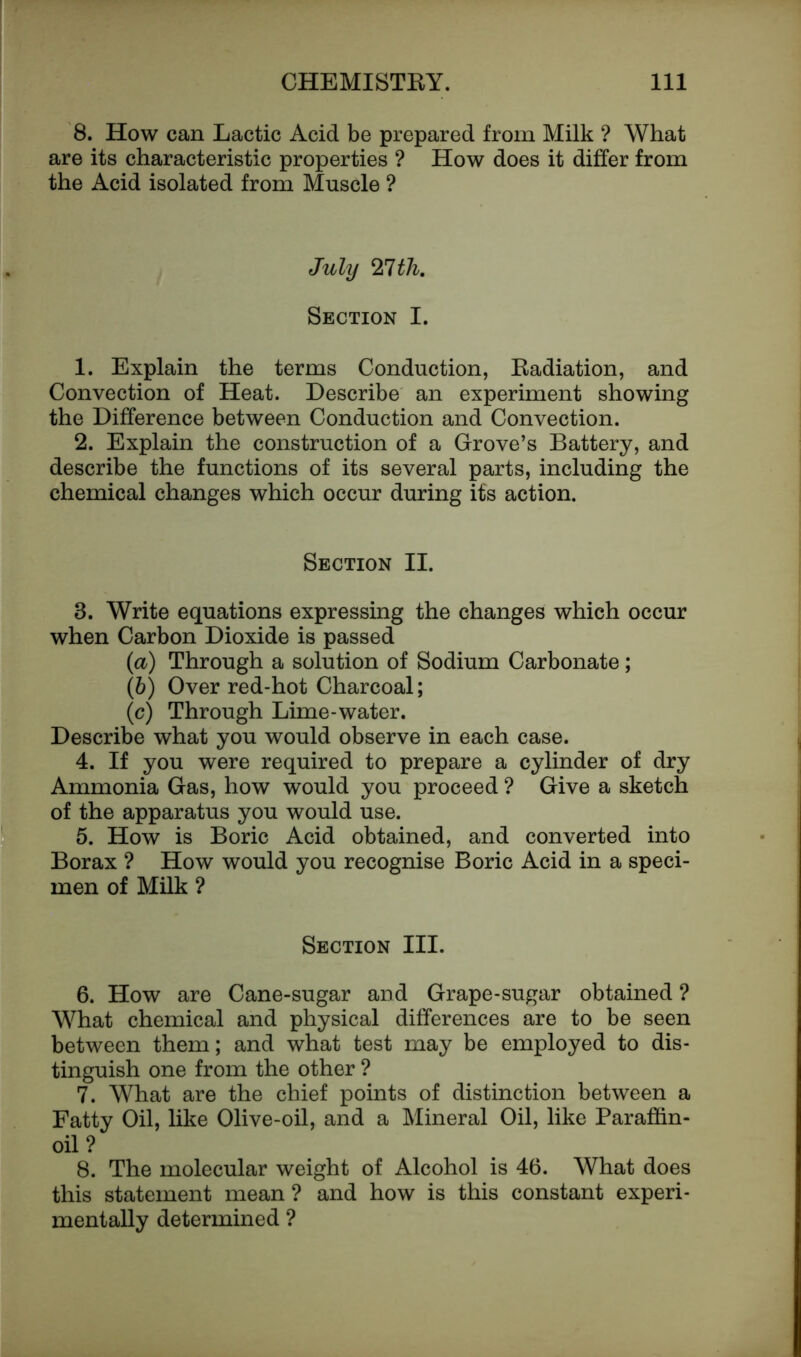 CHEMISTRY. 111
8. How can Lactic Acid be prepared from Milk ? What
are its characteristic properties ? How does it differ from
the Acid isolated from Muscle ?
July 27th.
Section I.
1. Explain the terms Conduction, Radiation, and
Convection of Heat. Describe an experiment showing
the Difference between Conduction and Convection.
2. Explain the construction of a Grove’s Battery, and
describe the functions of its several parts, including the
chemical changes which occur during its action.
Section II.
3. Write equations expressing the changes which occur
when Carbon Dioxide is passed
(a) Through a solution of Sodium Carbonate ;
(b) Over red-hot Charcoal;
(c) Through Lime-water.
Describe what you would observe in each case.
4. If you were required to prepare a cylinder of dry
Ammonia Gas, how would you proceed ? Give a sketch
of the apparatus you would use.
5. How is Boric Acid obtained, and converted into
Borax ? How would you recognise Boric Acid in a speci-
men of Milk ?
Section III.
6. How are Cane-sugar and Grape-sugar obtained ?
What chemical and physical differences are to be seen
between them ; and what test may be employed to dis-
tinguish one from the other ?
7. What are the chief points of distinction between a
Fatty Oil, like Olive-oil, and a Mineral Oil, like Paraffin-
oil ?
8. The molecular weight of Alcohol is 46. What does
this statement mean ? and how is this constant experi-
mentally determined ?